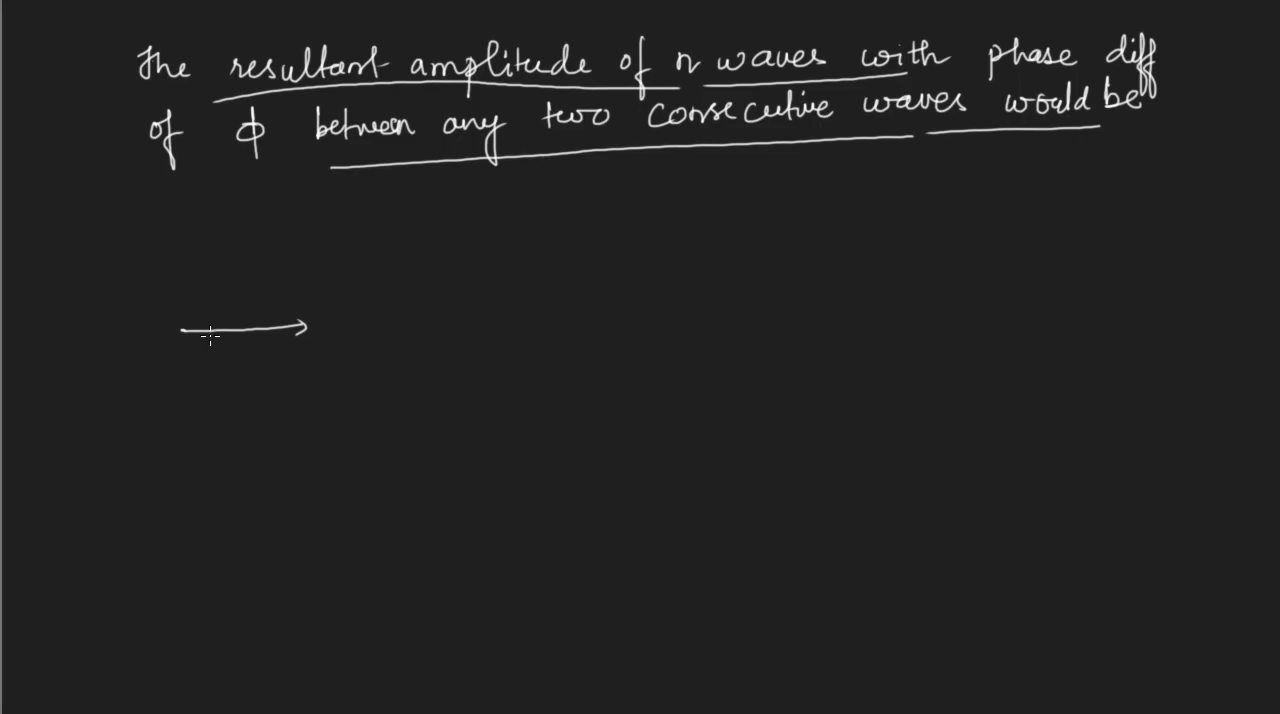 The resultant amplitude of n waves with phase diff
of ϕ between any two consecutive waves would be